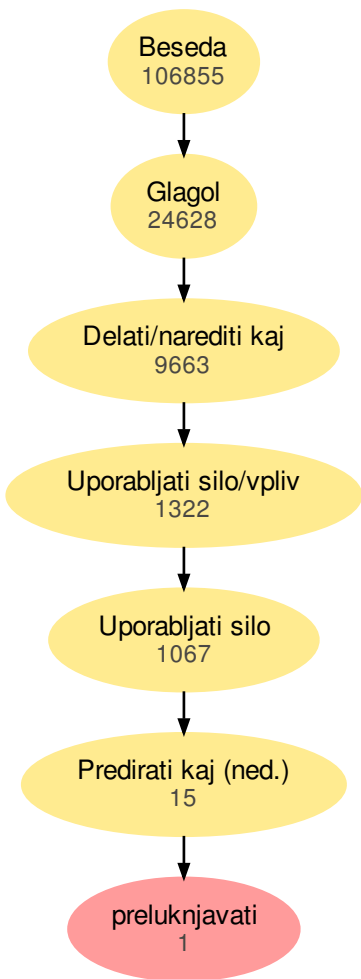 Beseda
106855
Glagol
24628
Delati/narediti kaj
9663
Uporabljati silo/vpliv
1322
Uporabljati silo
1067
Predirati kaj (ned.)
15
preluknjavati
1